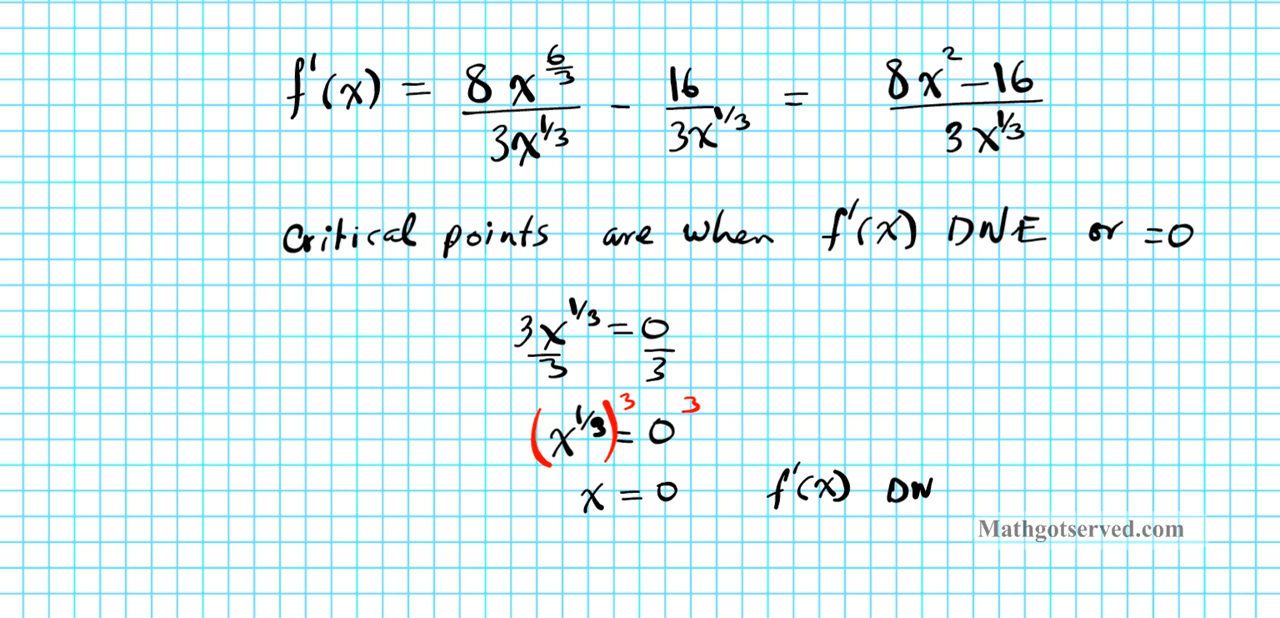 f'(x) = 8x^(6/3) / 3x^(1/3) - 16 / 3x^(1/3) = 8x² - 16 / 3x^(1/3)
Critical points are when f'(x) DNE or =0
3x^(1/3) / 3 = 0 / 3
(x^(1/3))³ = 0³
x = 0 f'(x) DN
Mathgotserved.com